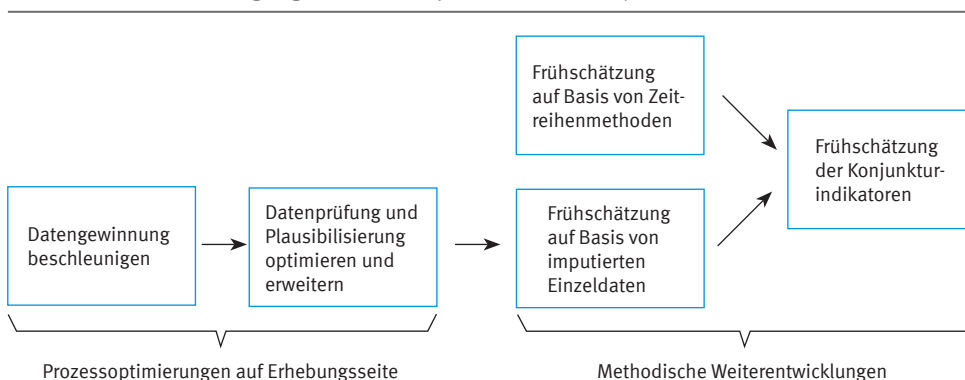 Datengewinnung
beschleunigen
Datenprüfung und
Plausibilisierung
optimieren und
erweitern
Frühschätzung
auf Basis von Zeit-
reihenmethoden
Frühschätzung
auf Basis von
imputierten
Einzeldaten
Frühschätzung
der Konjunktur-
indikatoren
Prozessoptimierungen auf Erhebungsseite
Methodische Weiterentwicklungen